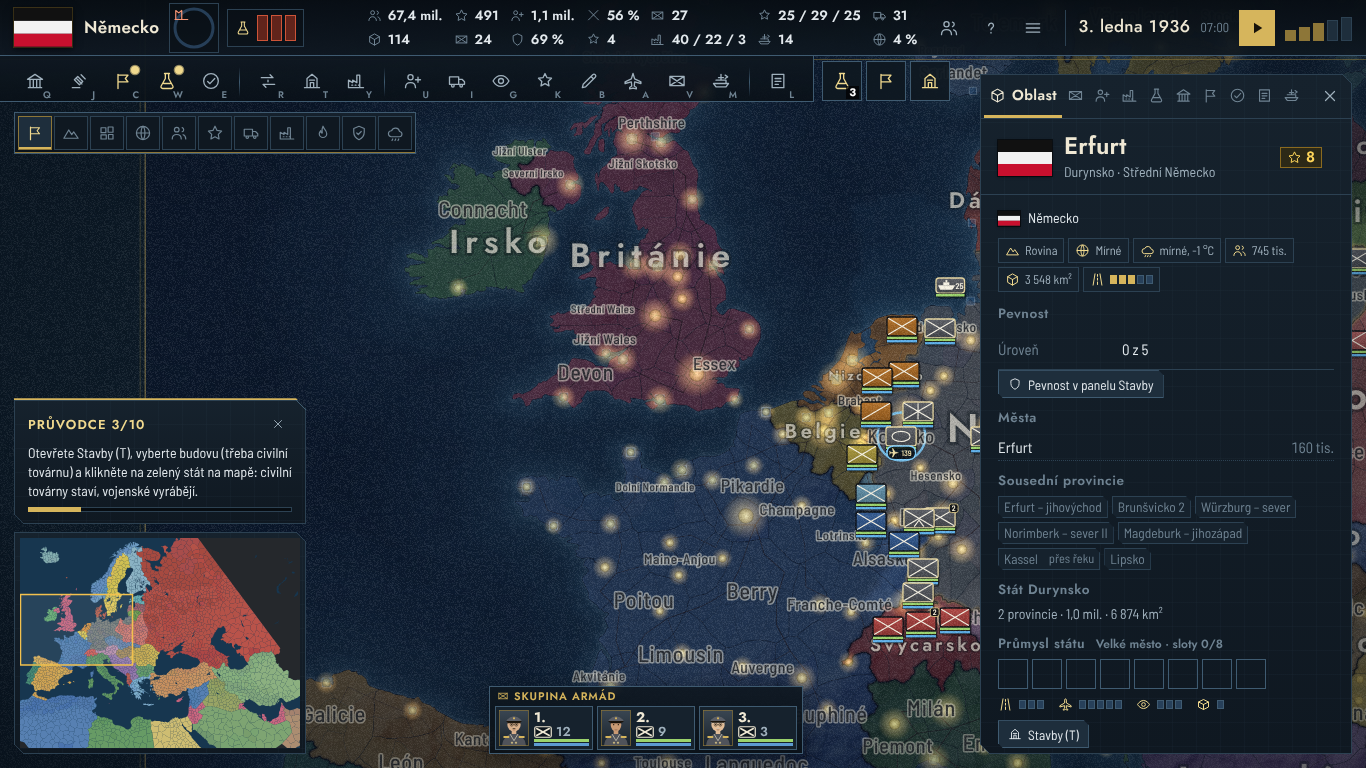 Německo
67,4 mil.
491
1,1 mil.
56 %
27
25 / 29 / 25
31
114
24
69 %
4
40 / 22 / 3
14
4 %
?
3. ledna 1936
07:00
Q
J
C
W
E
R
T
Y
U
I
G
K
B
A
V
M
L
3
Perthshire
Jižní Ulster
Severní Irsko
Jižní Skotsko
Connacht
Irsko
Británie
Střední Wales
Jižní Wales
Devon
Essex
25
Belgie
139
Hesensko
Dolní Normandie
Pikardie
Champagne
Maine-Anjou
2
Poitou
Berry
Franche-Comté
2
Švýcarsko
Limousin
Auvergne
Akvitánie
Galicie
Milán
Piemont
León
Toulouse
Languedoc
PRŮVODCE 3/10
Otevřete Stavby (T), vyberte budovu (třeba civilní
továrnu) a klikněte na zelený stát na mapě: civilní
továrny staví, vojenské vyrábějí.
SKUPINA ARMÁD
1.
12
2.
9
3.
3
Oblast
Erfurt
8
Durynsko · Střední Německo
Německo
Rovina
Mírné
mírné, -1 °C
745 tis.
3 548 km²
Pevnost
Úroveň
0 z 5
Pevnost v panelu Stavby
Města
Erfurt
160 tis.
Sousední provincie
Erfurt – jihovýchod
Brunšvicko 2
Würzburg – sever
Norimberk – sever II
Magdeburk – jihozápad
Kassel přes řeku
Lipsko
Stát Durynsko
2 provincie · 1,0 mil. · 6 874 km²
Průmysl státu
Velké město · sloty 0/8
Stavby (T)